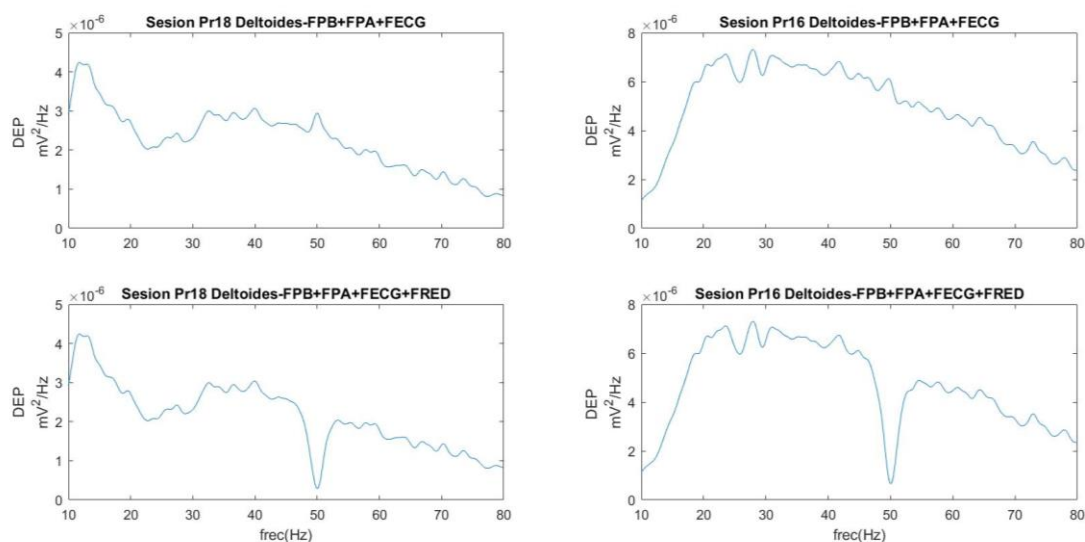 Sesion Pr18 Deltoides-FPB+FPA+FECG
×10-6
5
4
3
2
1
0
DEP
mV2/Hz
10 20 30 40 50 60 70 80
Sesion Pr16 Deltoides-FPB+FPA+FECG
×10-6
8
6
4
2
0
DEP
mV2/Hz
10 20 30 40 50 60 70 80
Sesion Pr18 Deltoides-FPB+FPA+FECG+FRED
×10-6
5
4
3
2
1
0
DEP
mV2/Hz
10 20 30 40 50 60 70 80
frec(Hz)
Sesion Pr16 Deltoides-FPB+FPA+FECG+FRED
×10-6
8
6
4
2
0
DEP
mV2/Hz
10 20 30 40 50 60 70 80
frec(Hz)